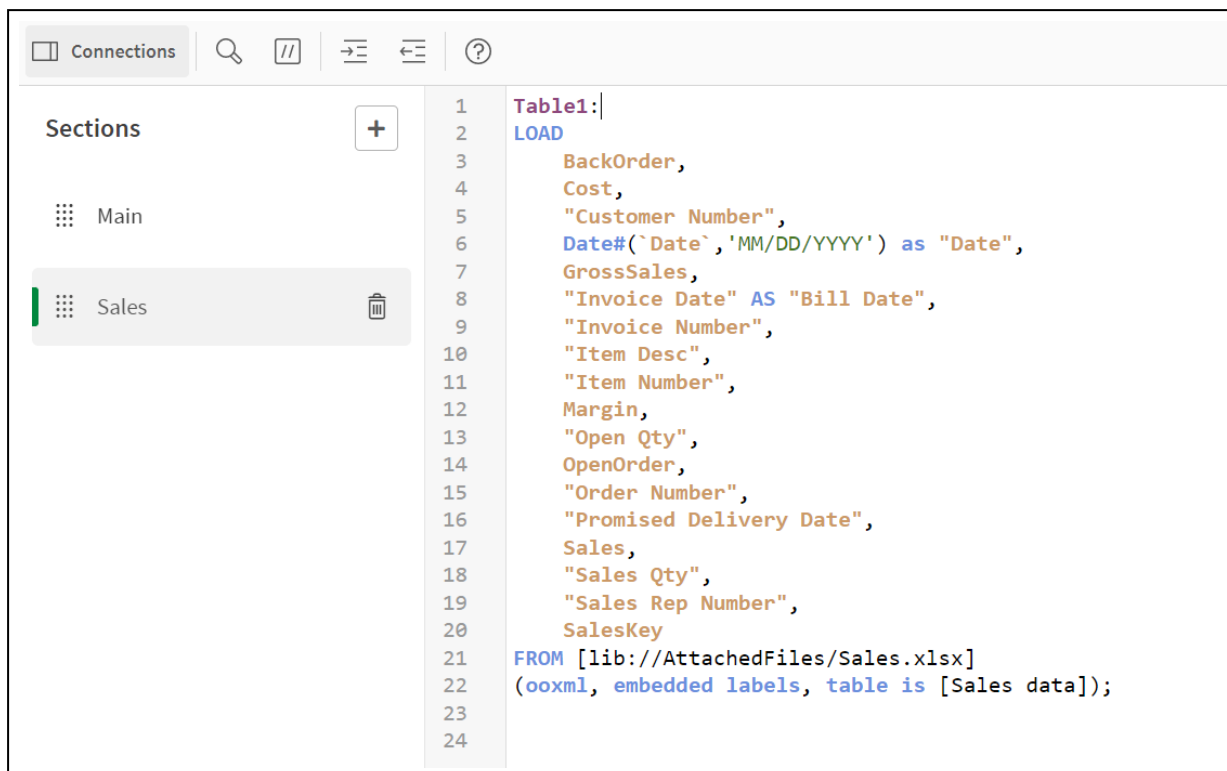 Connections
Sections
+
Main
Sales
1 Table1:
2 LOAD
3 BackOrder,
4 Cost,
5 "Customer Number",
6 Date#(`Date`,'MM/DD/YYYY') as "Date",
7 GrossSales,
8 "Invoice Date" AS "Bill Date",
9 "Invoice Number",
10 "Item Desc",
11 "Item Number",
12 Margin,
13 "Open Qty",
14 OpenOrder,
15 "Order Number",
16 "Promised Delivery Date",
17 Sales,
18 "Sales Qty",
19 "Sales Rep Number",
20 SalesKey
21 FROM [lib://AttachedFiles/Sales.xlsx]
22 (ooxml, embedded labels, table is [Sales data]);
23
24